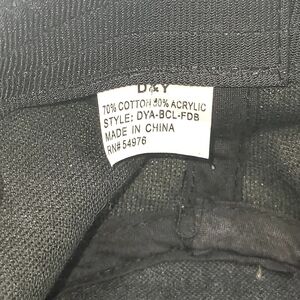 D&Y
70% COTTON 30% ACRYLIC
STYLE: DYA-BCL-FDB
MADE IN CHINA
RN# 54976